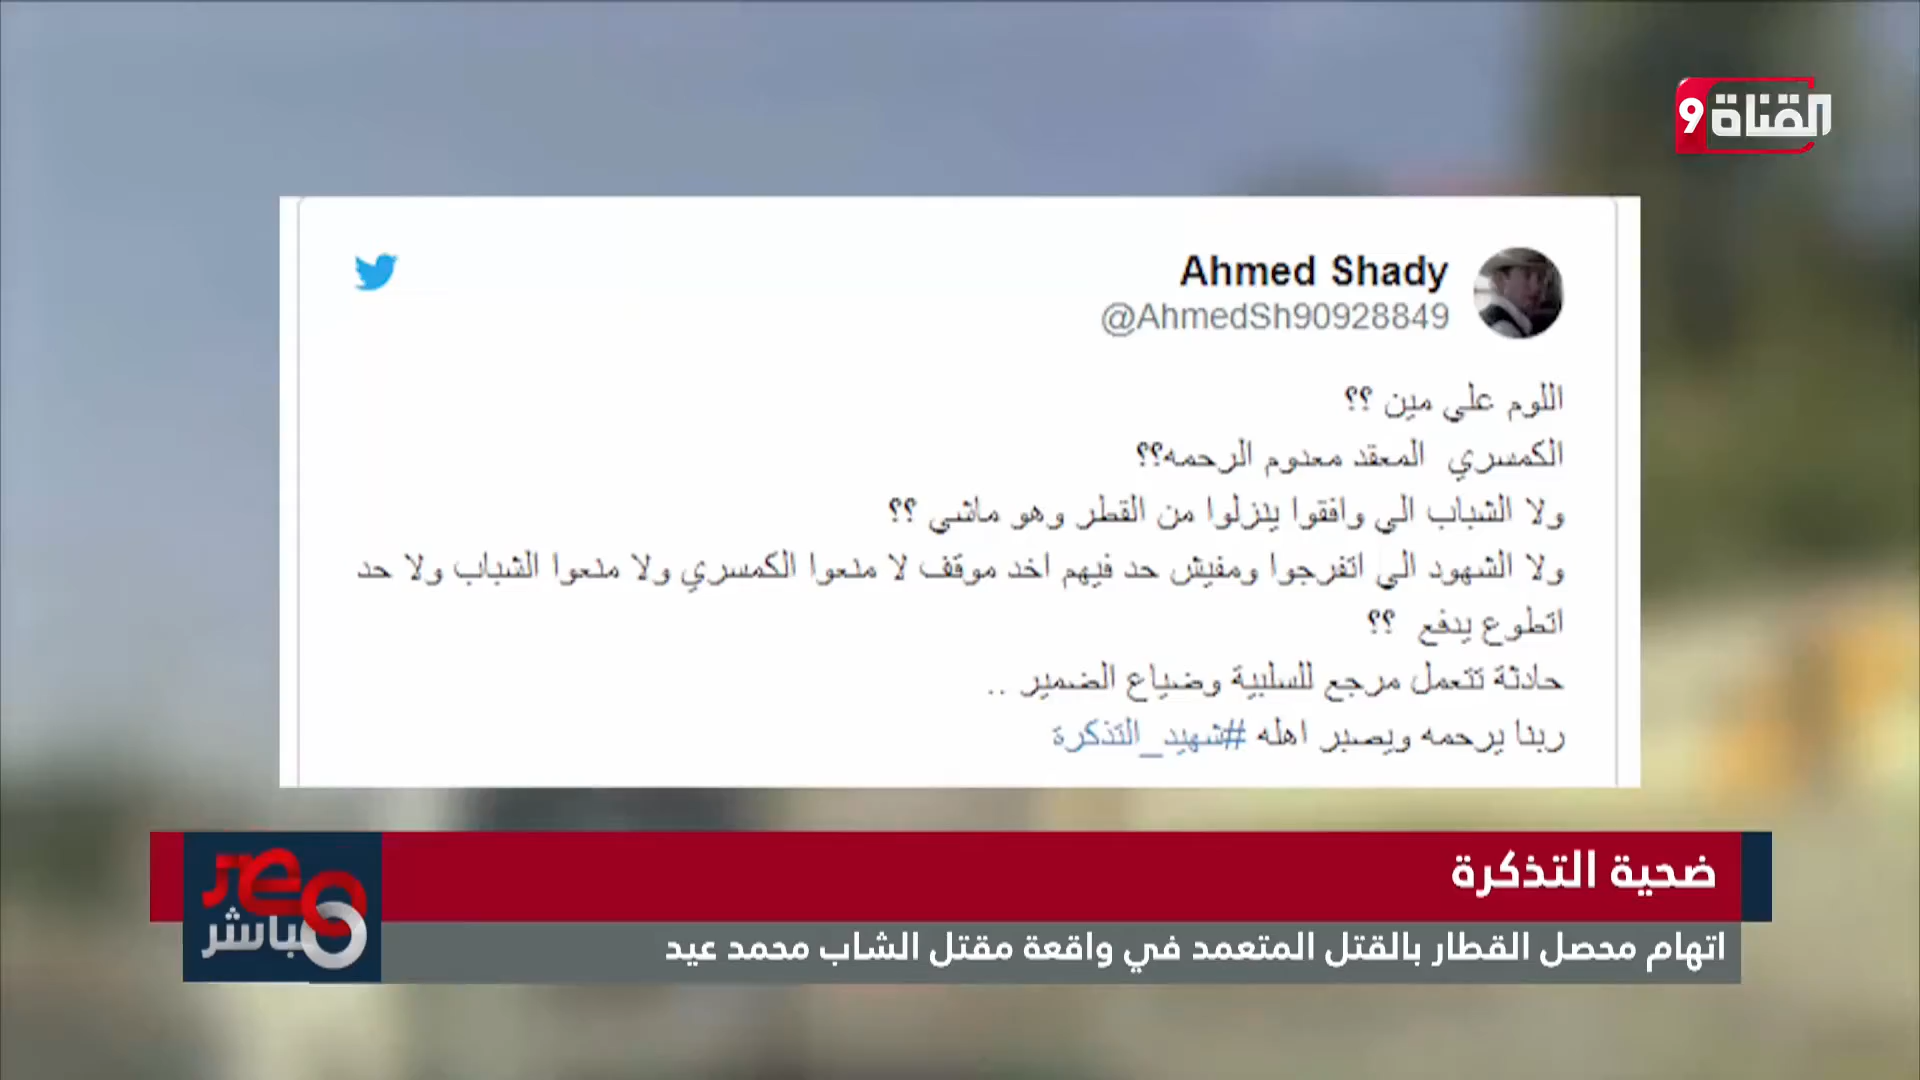 القناة 9
Ahmed Shady
@AhmedSh90928849
اللوم علي مين ؟؟
الكمسري المعقد معدوم الرحمه؟؟
ولا الشباب الي وافقوا ينزلوا من القطر وهو ماشي ؟؟
ولا الشهود الى اتفرجوا ومفيش حد فيهم اخد موقف لا منعوا الكمسري ولا منعوا الشباب ولا حد
اتطوع يدفع ؟؟
حادثة تتعمل مرجع للسلبية وضياع الضمير ..
ربنا يرحمه ويصبر اهله #شهيد_التذكرة
ضحية التذكرة
اتهام محصل القطار بالقتل المتعمد في واقعة مقتل الشاب محمد عيد
مصر
مباشر